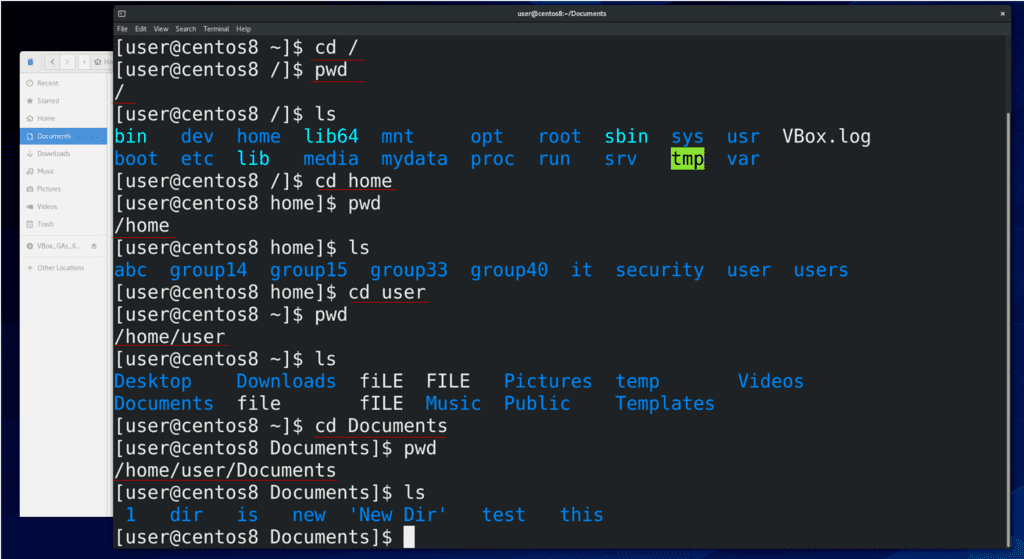 user@centos8:~/Documents
File Edit View Search Terminal Help
Recent
Starred
Home
Documents
Downloads
Music
Pictures
Videos
Trash
VBox_GAs_6...
Other Locations
[user@centos8 ~]$ cd /
[user@centos8 /]$ pwd
/
[user@centos8 /]$ ls
bin dev home lib64 mnt opt root sbin sys usr VBox.log
boot etc lib media mydata proc run srv tmp var
[user@centos8 /]$ cd home
[user@centos8 home]$ pwd
/home
[user@centos8 home]$ ls
abc group14 group15 group33 group40 it security user users
[user@centos8 home]$ cd user
[user@centos8 ~]$ pwd
/home/user
[user@centos8 ~]$ ls
Desktop Downloads fiLE FILE Pictures temp Videos
Documents file fILE Music Public Templates
[user@centos8 ~]$ cd Documents
[user@centos8 Documents]$ pwd
/home/user/Documents
[user@centos8 Documents]$ ls
1 dir is new 'New Dir' test this
[user@centos8 Documents]$